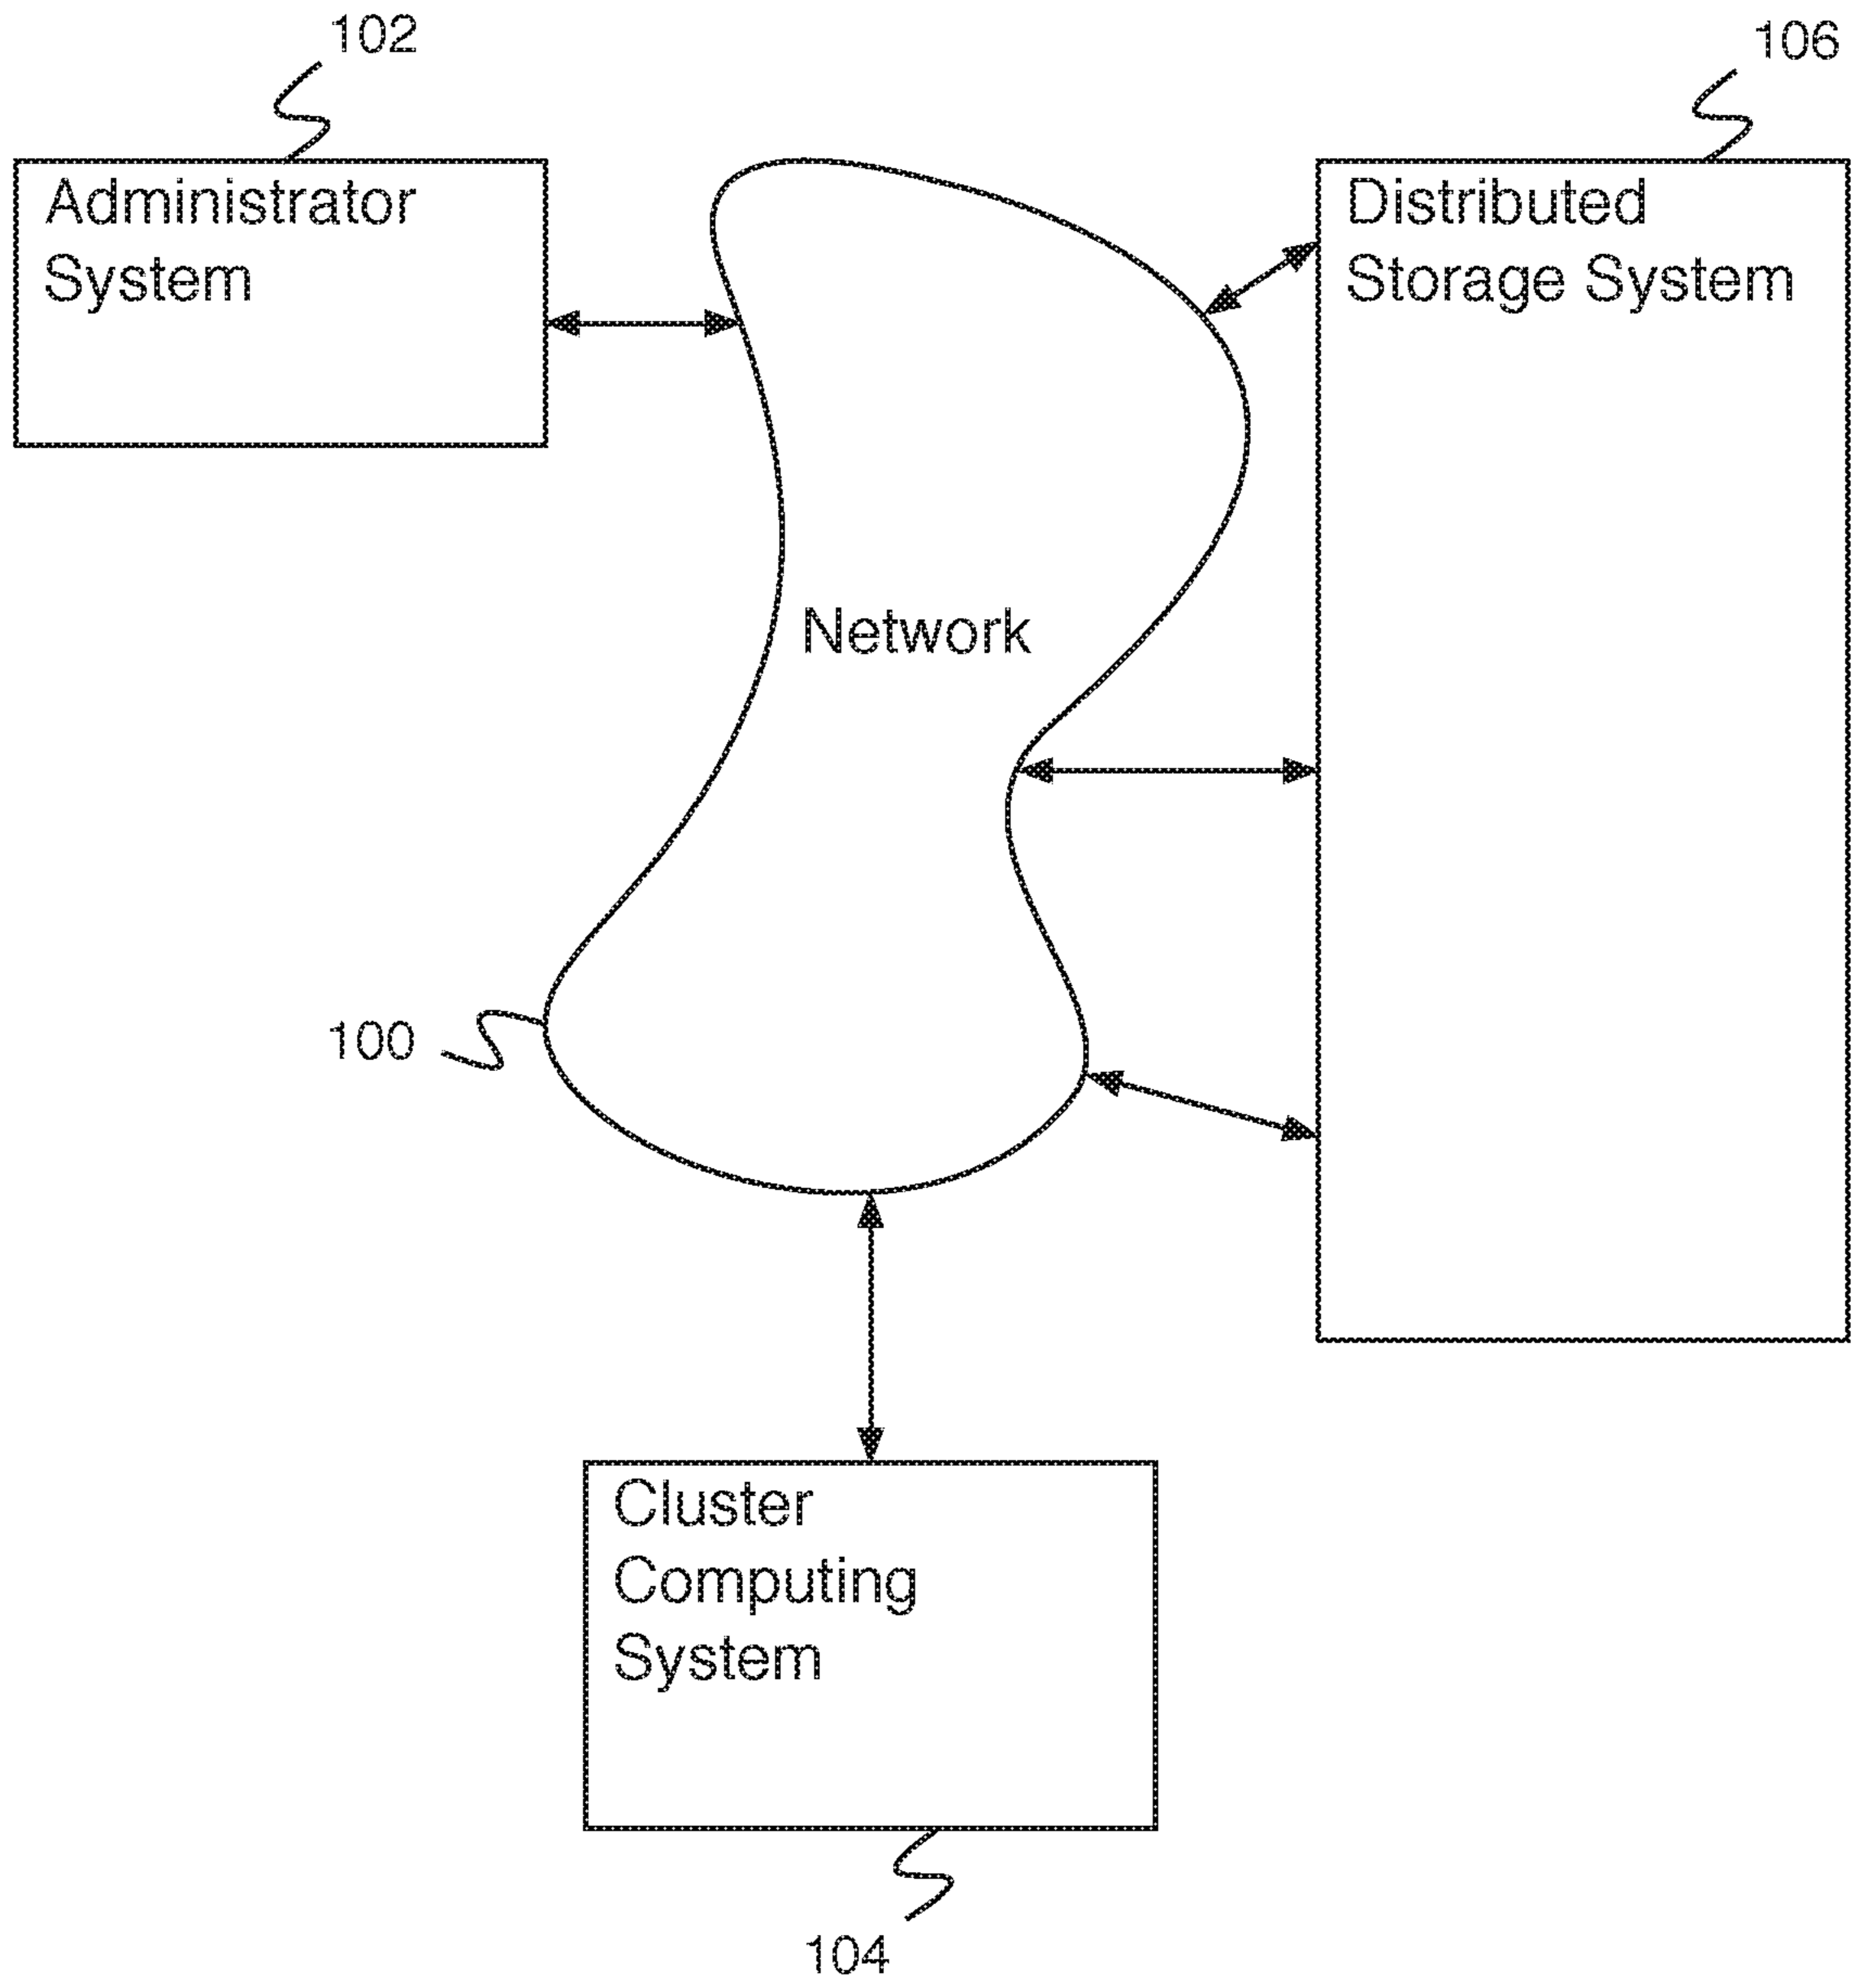 102
106
Administrator
System
Distributed
Storage System
Network
100
Cluster
Computing
System
104